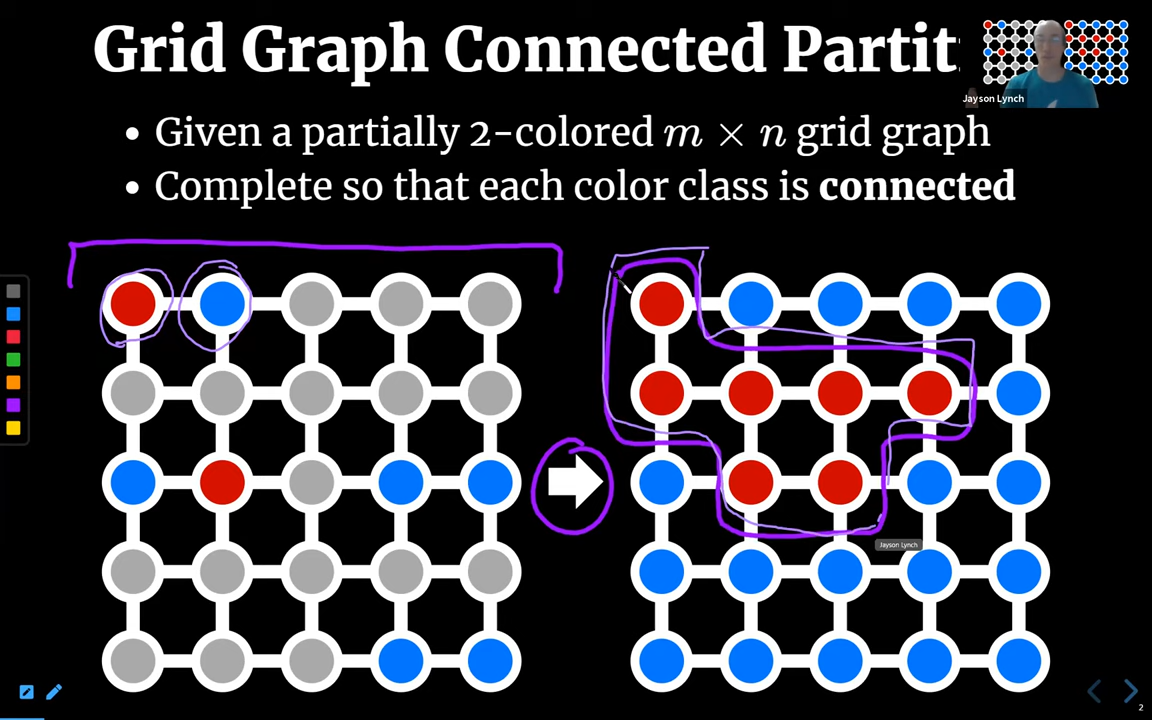 Grid Graph Connected Partit
Jayson Lynch
• Given a partially 2-colored m × n grid graph
• Complete so that each color class is connected
Jayson Lynch
2